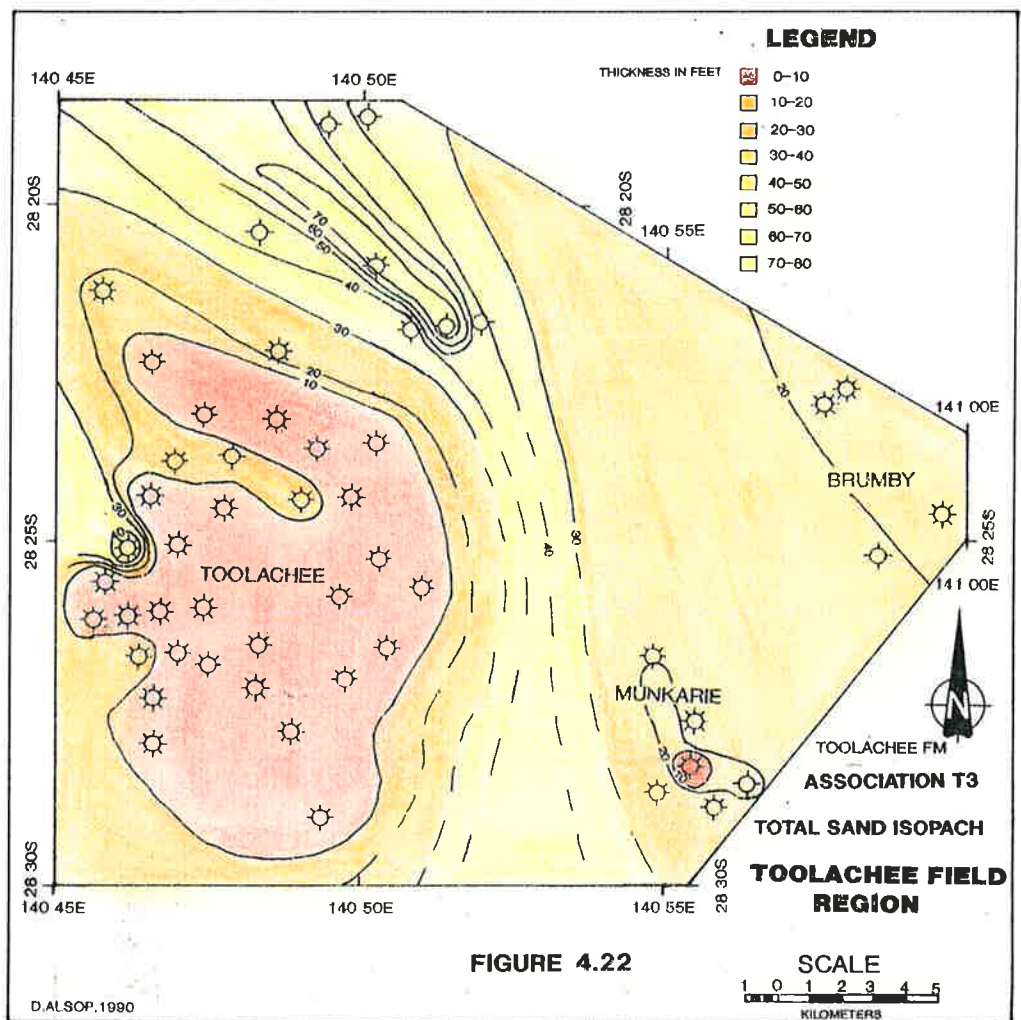 LEGEND
THICKNESS IN FEET
0-10
10-20
20-30
30-40
40-50
50-60
60-70
70-80
140 45E
140 50E
28 20S
28 20S
140 55E
70
60
50
40
30
20
10
20
141 00E
BRUMBY
28 25S
28 25S
30
TOOLACHEE
40
30
141 00E
MUNKARIE
20
10
N
TOOLACHEE FM
ASSOCIATION T3
TOTAL SAND ISOPACH
TOOLACHEE FIELD
REGION
28 30S
28 30S
140 45E
140 50E
140 55E
FIGURE 4.22
SCALE
1 0 1 2 3 4 5
KILOMETERS
D.ALSOP.1990